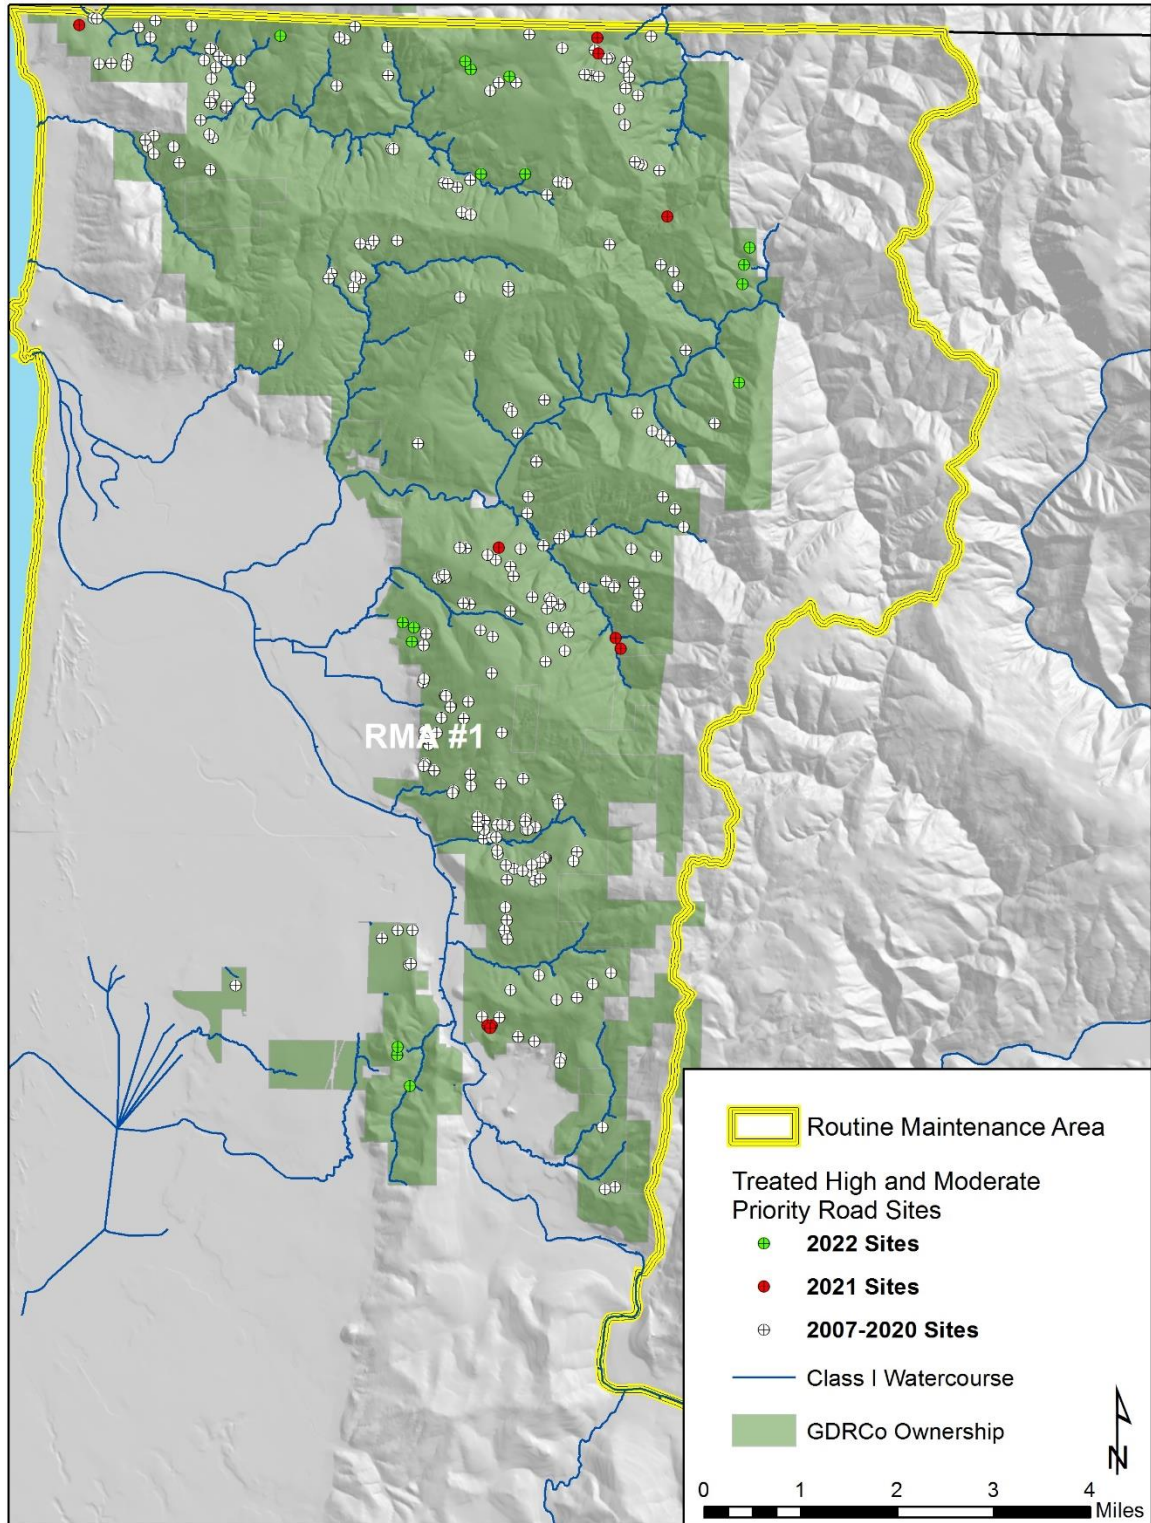 RMA #1
Routine Maintenance Area
Treated High and Moderate
Priority Road Sites
2022 Sites
2021 Sites
2007-2020 Sites
Class I Watercourse
GDRCo Ownership
N
0 1 2 3 4
Miles